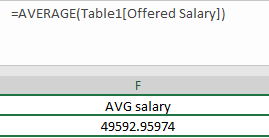 =AVERAGE(Table1[Offered Salary])
F
AVG salary
49592.95974